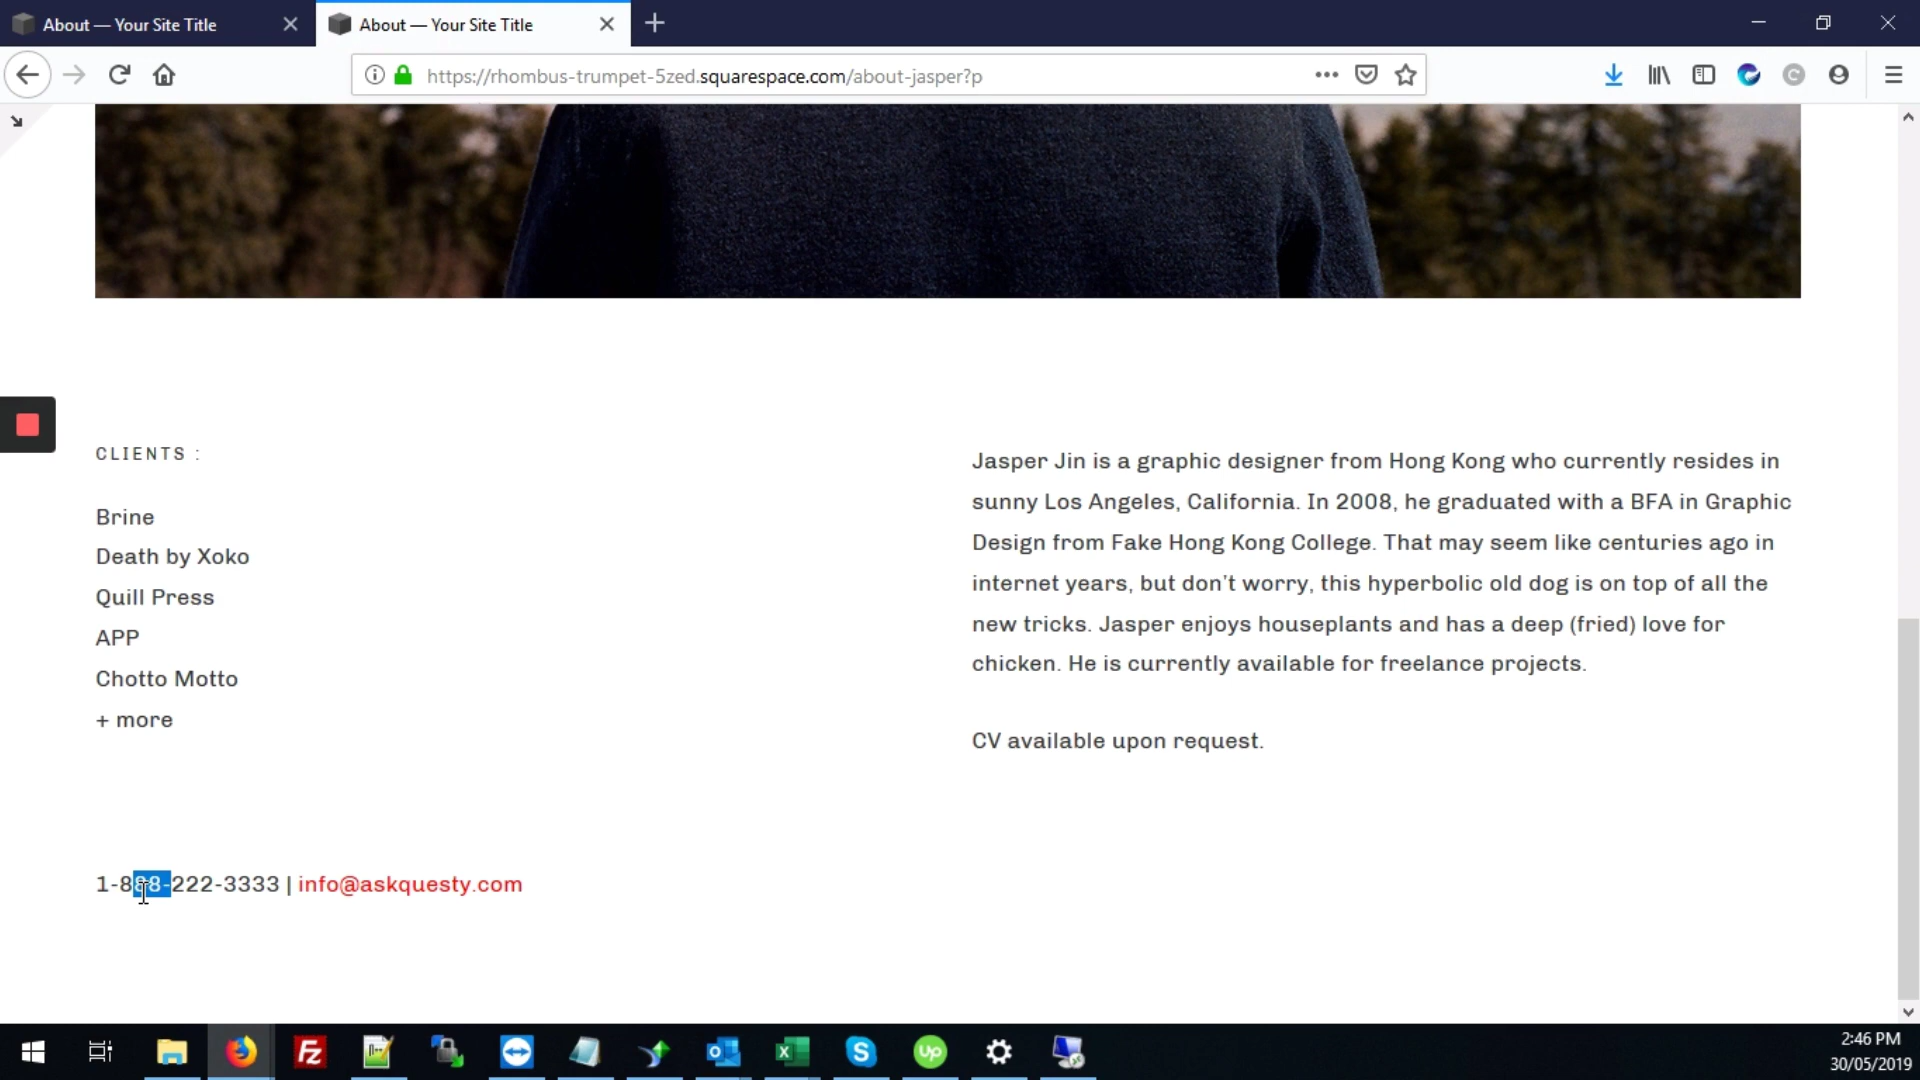 About — Your Site Title
About — Your Site Title
https://rhombus-trumpet-5zed.squarespace.com/about-jasper?p
CLIENTS :
Brine
Death by Xoko
Quill Press
APP
Chotto Motto
+ more
Jasper Jin is a graphic designer from Hong Kong who currently resides in
sunny Los Angeles, California. In 2008, he graduated with a BFA in Graphic
Design from Fake Hong Kong College. That may seem like centuries ago in
internet years, but don’t worry, this hyperbolic old dog is on top of all the
new tricks. Jasper enjoys houseplants and has a deep (fried) love for
chicken. He is currently available for freelance projects.
CV available upon request.
1-888-222-3333 | info@askquesty.com
2:46 PM
30/05/2019